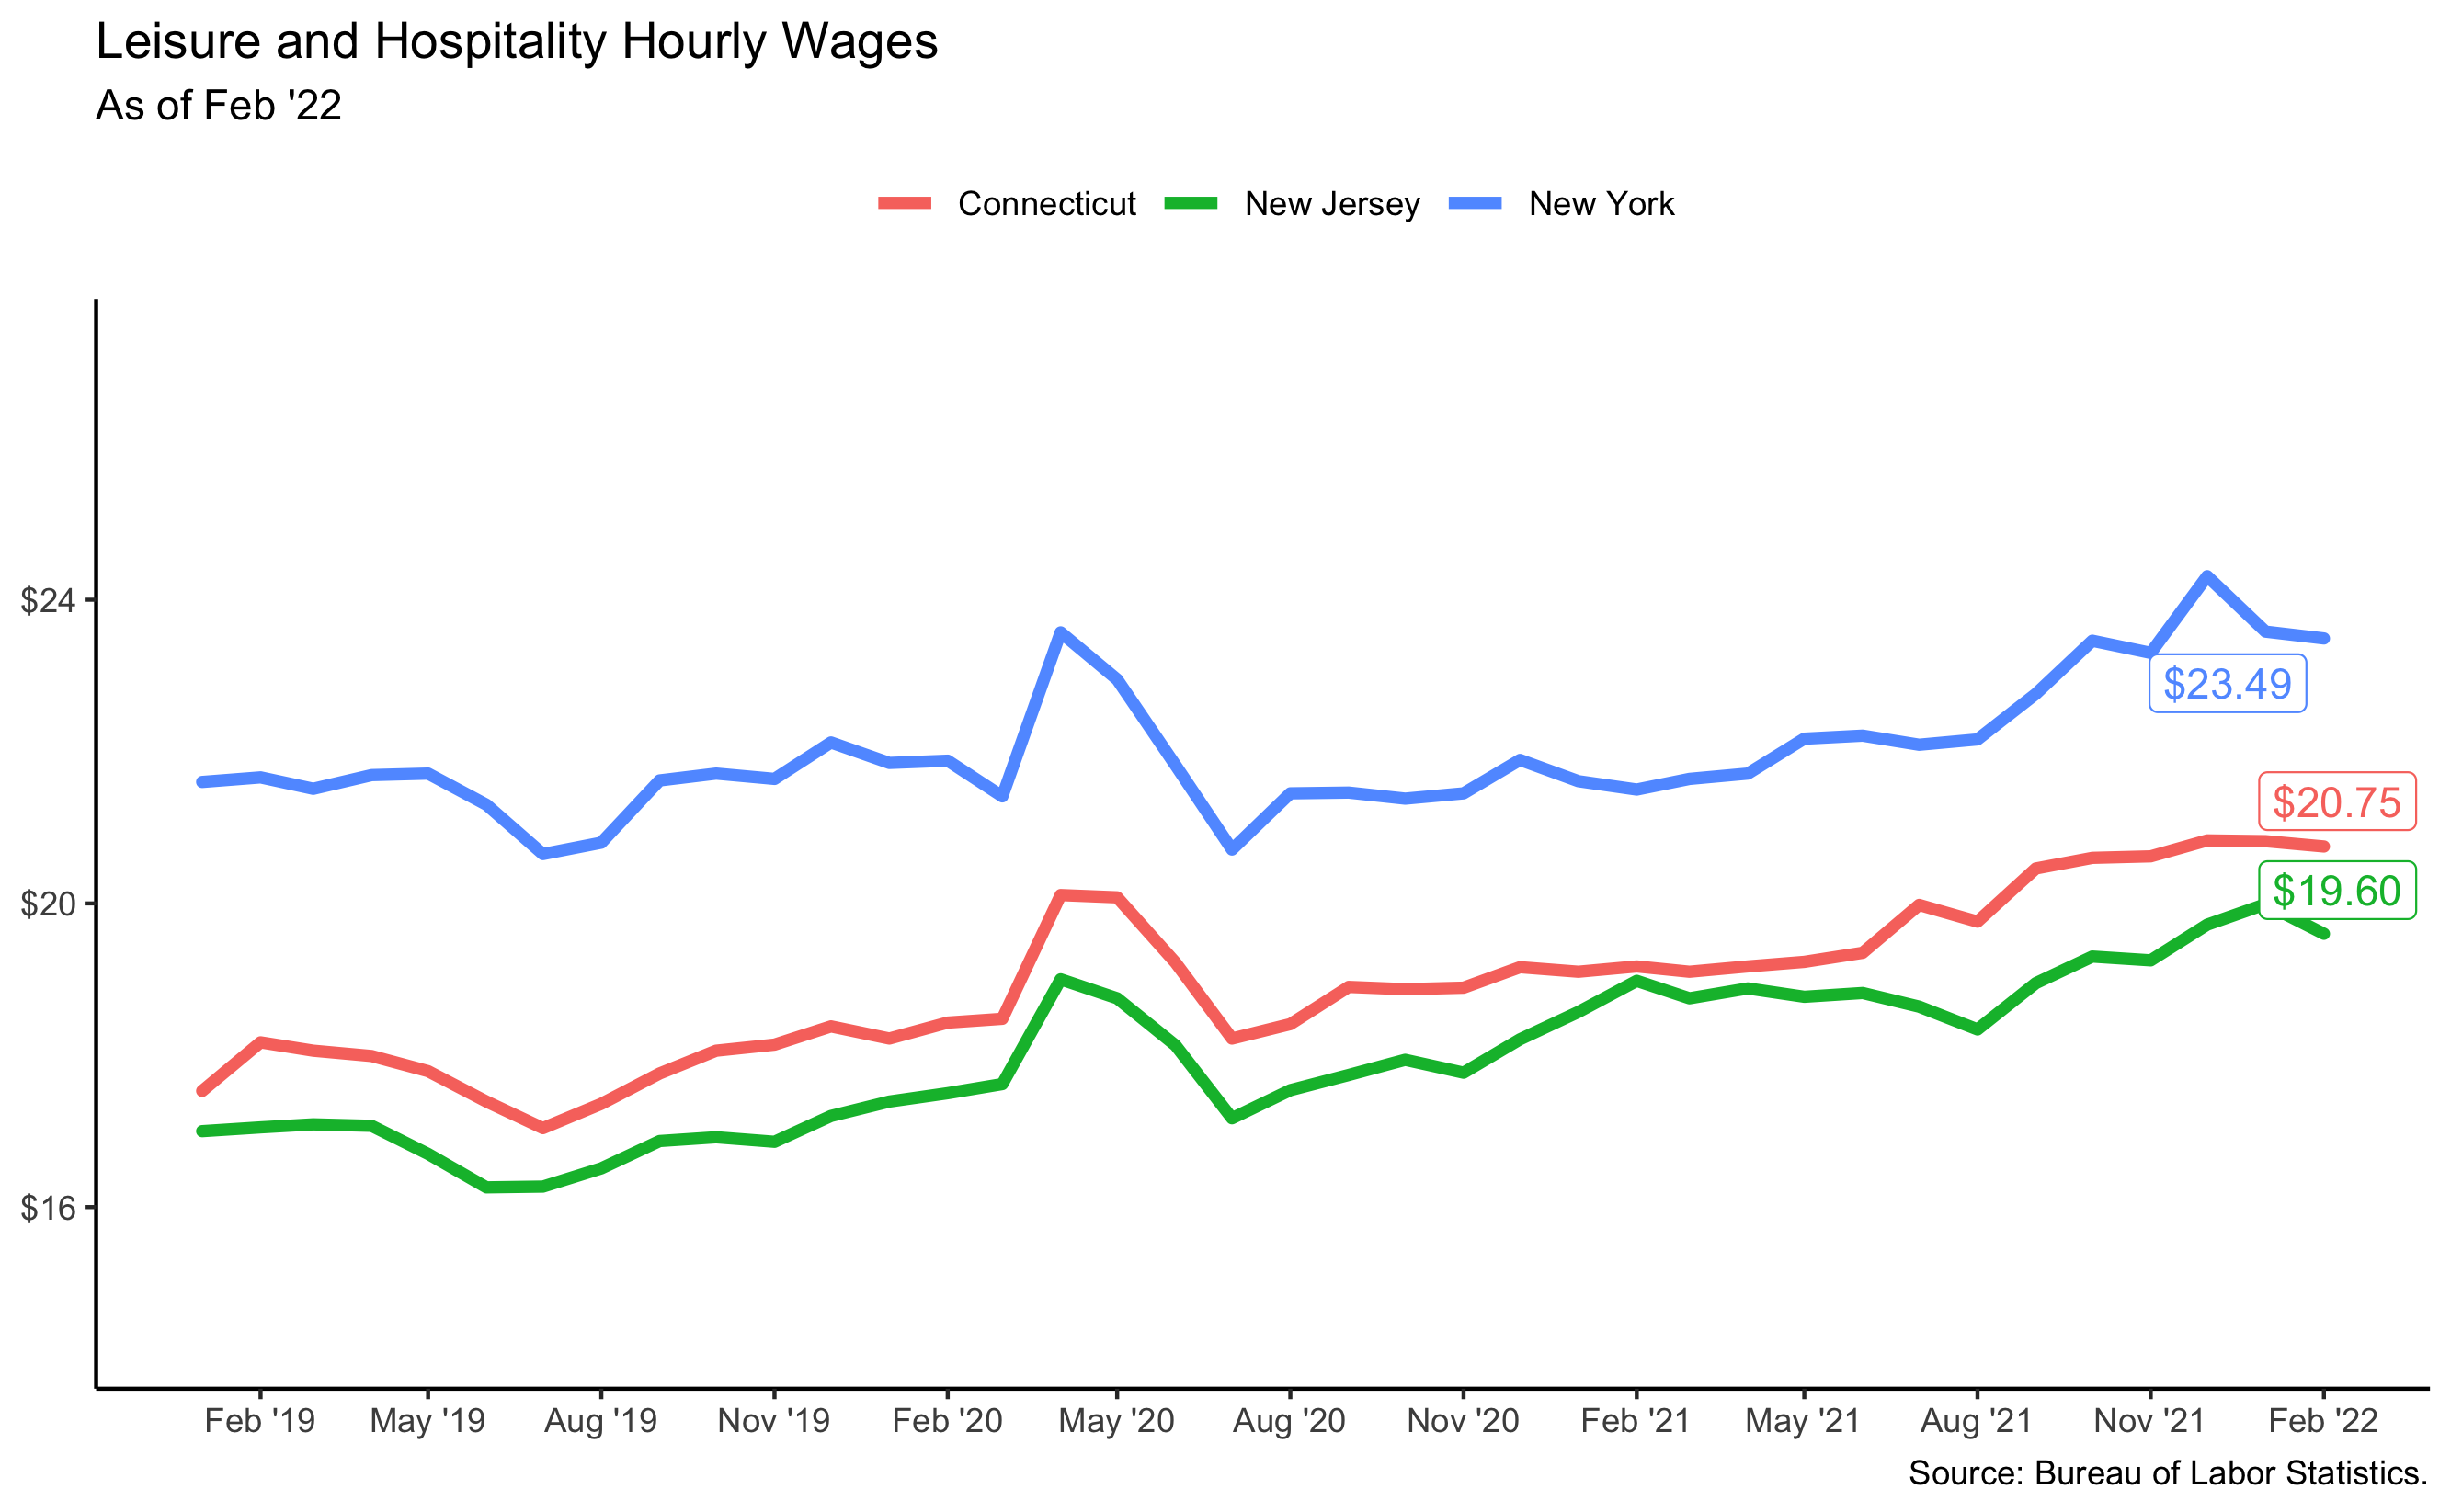 Leisure and Hospitality Hourly Wages
As of Feb '22
Connecticut New Jersey New York
$24
$23.49
$20.75
$20
$19.60
$16
Feb '19 May '19 Aug '19 Nov '19 Feb '20 May '20 Aug '20 Nov '20 Feb '21 May '21 Aug '21 Nov '21 Feb '22
Source: Bureau of Labor Statistics.